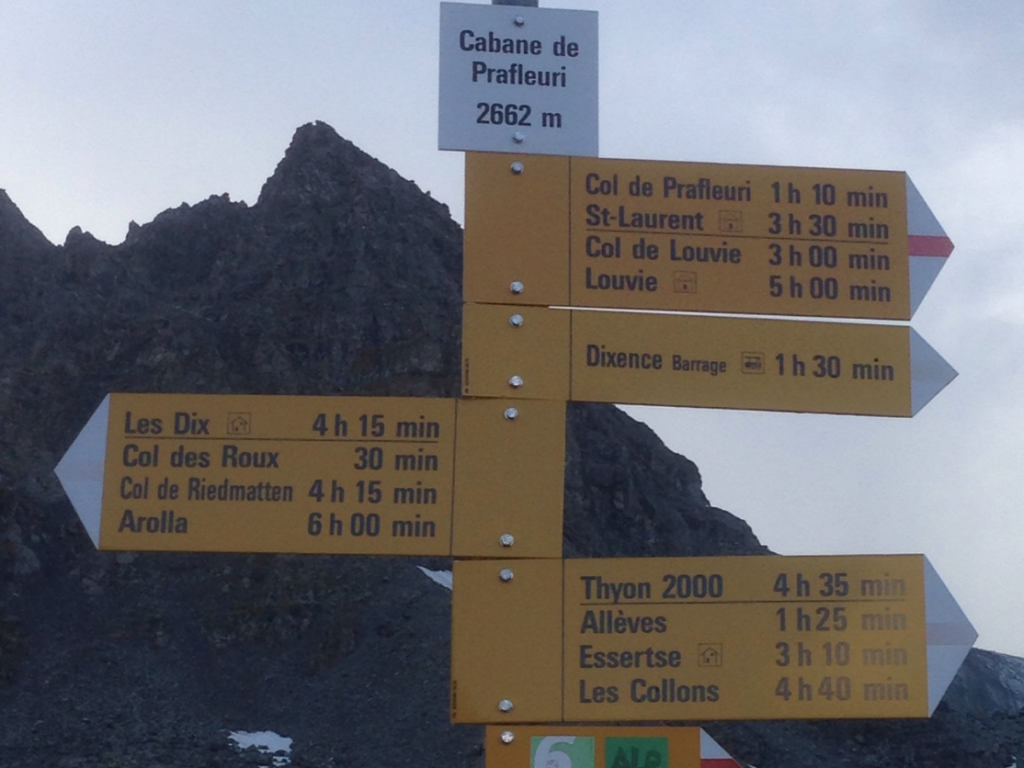 Cabane de
Prafleuri
2662 m
Col de Prafleuri 1 h 10 min
St-Laurent 3 h 30 min
Col de Louvie 3 h 00 min
Louvie 5 h 00 min
Dixence Barrage 1 h 30 min
Les Dix 4 h 15 min
Col des Roux 30 min
Col de Riedmatten 4 h 15 min
Arolla 6 h 00 min
Thyon 2000 4 h 35 min
Allèves 1 h 25 min
Essertse 3 h 10 min
Les Collons 4 h 40 min
6 ALP